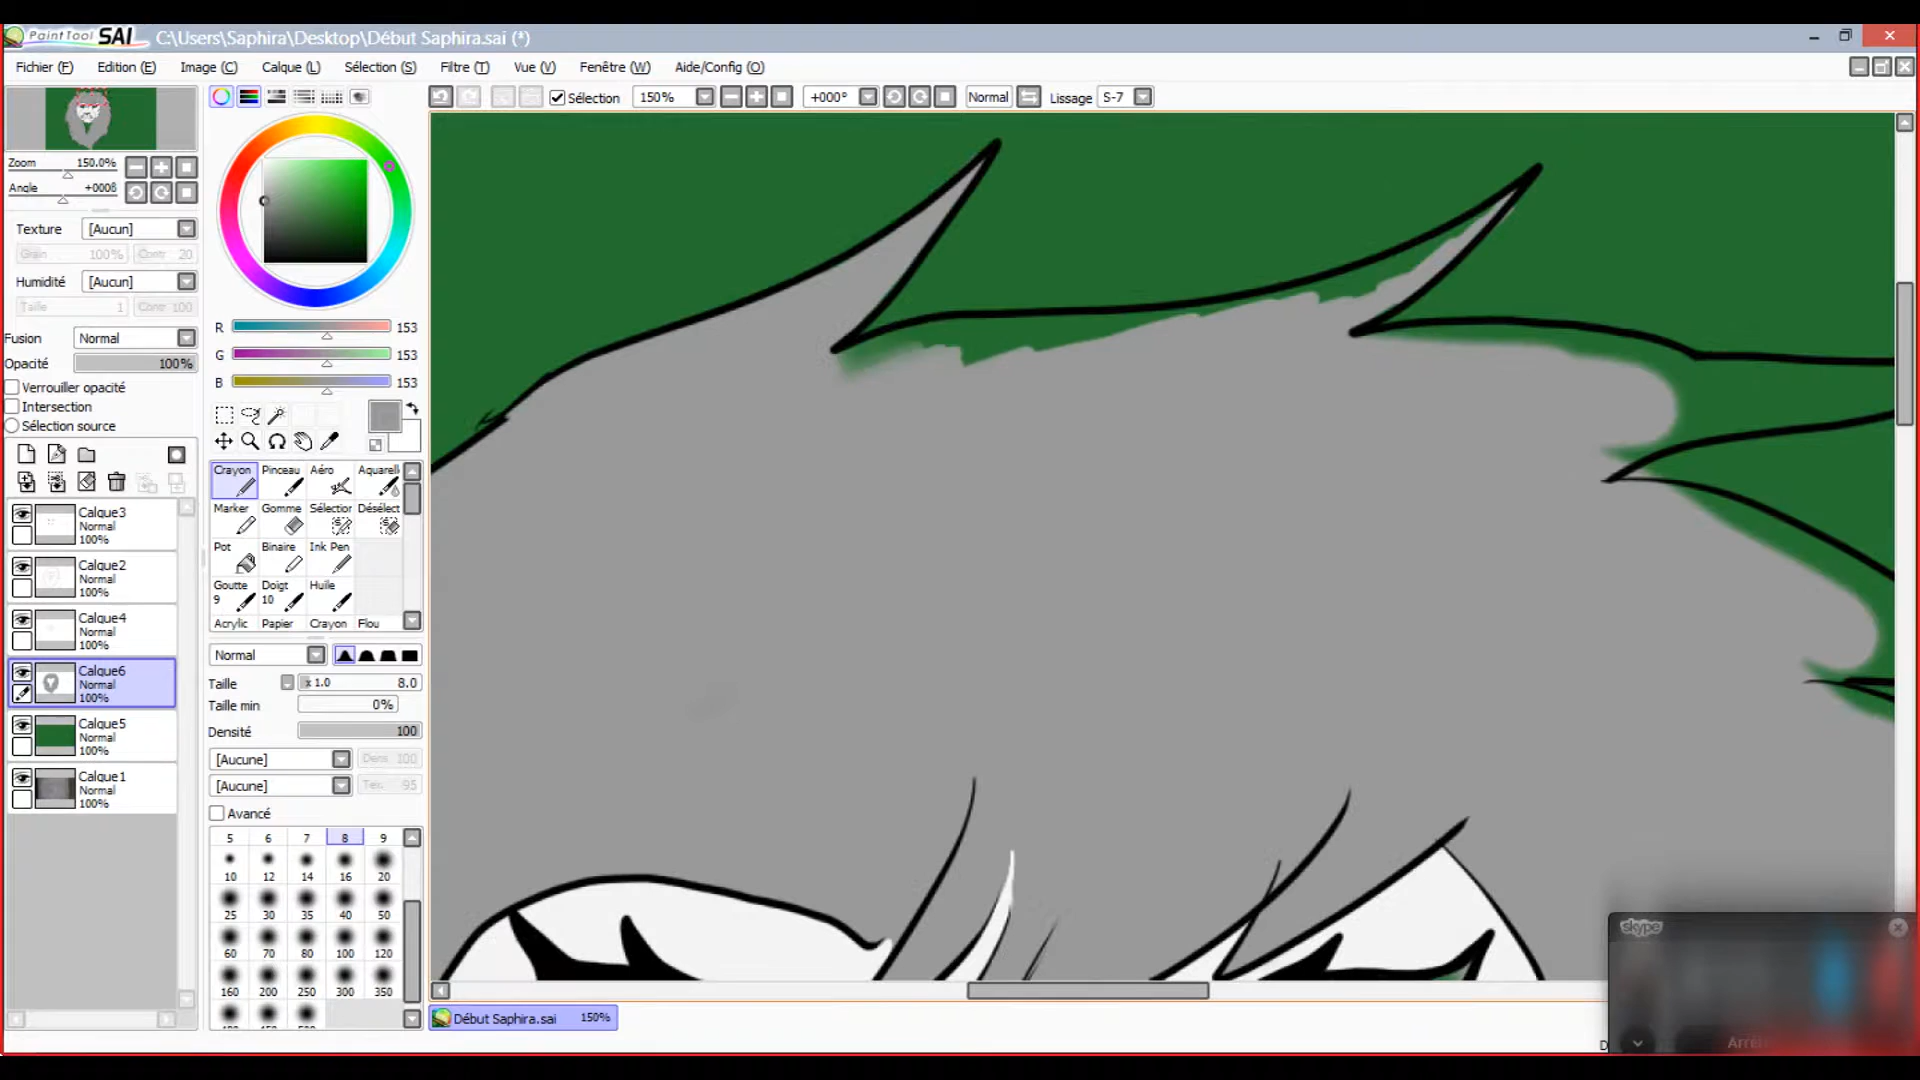 PaintTool SAI C:\Users\Saphira\Desktop\Début Saphira.sai (*)
Fichier (F) Edition (E) Image (C) Calque (L) Sélection (S) Filtre (T) Vue (V) Fenêtre (W) Aide/Config (O)
Sélection 150% +000° Normal Lissage S-7
Zoom 150.0%
Angle +000ß
Texture [Aucun]
Grain 100% Contr 20
Humidité [Aucun]
Taille 1 Contr 100
Fusion Normal
Opacité 100%
Verrouiller opacité
Intersection
Sélection source
Calque3
Normal
100%
Calque2
Normal
100%
Calque4
Normal
100%
Calque6
Normal
100%
Calque5
Normal
100%
Calque1
Normal
100%
R 153
G 153
B 153
Crayon Pinceau Aéro Aquarell
Marker Gomme Sélection Désélect
Pot Binaire Ink Pen
Goutte Doigt Huile
9 10
Acrylic Papier Crayon Flou
Normal
Taille x 1.0 8.0
Taille min 0%
Densité 100
[Aucune] Dens 100
[Aucune] Tex. 95
Avancé
5 6 7 8 9
10 12 14 16 20
25 30 35 40 50
60 70 80 100 120
160 200 250 300 350
Début Saphira.sai 150%
skype